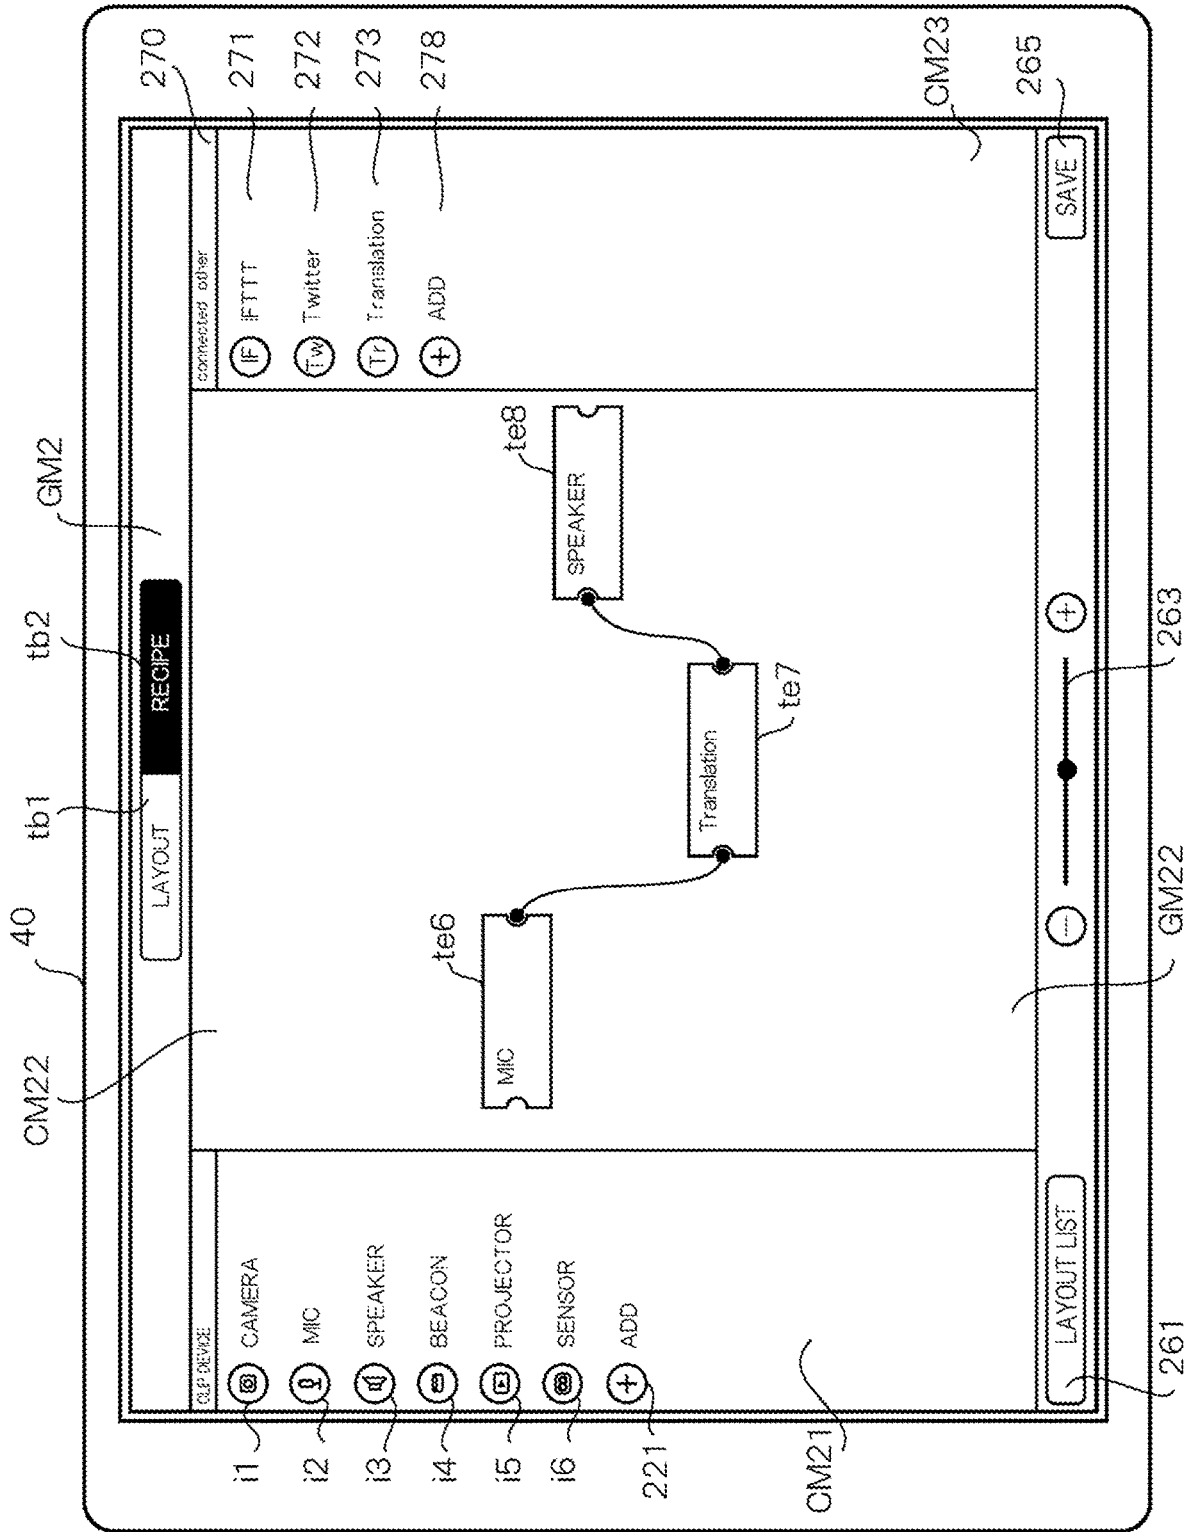 40
CM22
tb1
tb2
GM2
LAYOUT
RECIPE
CLIP DEVICE
i1
CAMERA
i2
MIC
i3
SPEAKER
i4
BEACON
i5
PROJECTOR
i6
SENSOR
221
ADD
CM21
te6
MIC
te7
Translation
te8
SPEAKER
connected other
270
IF IFTTT
271
Tw Twitter
272
Tr Translation
273
ADD
278
CM23
261
LAYOUT LIST
GM22
263
SAVE
265